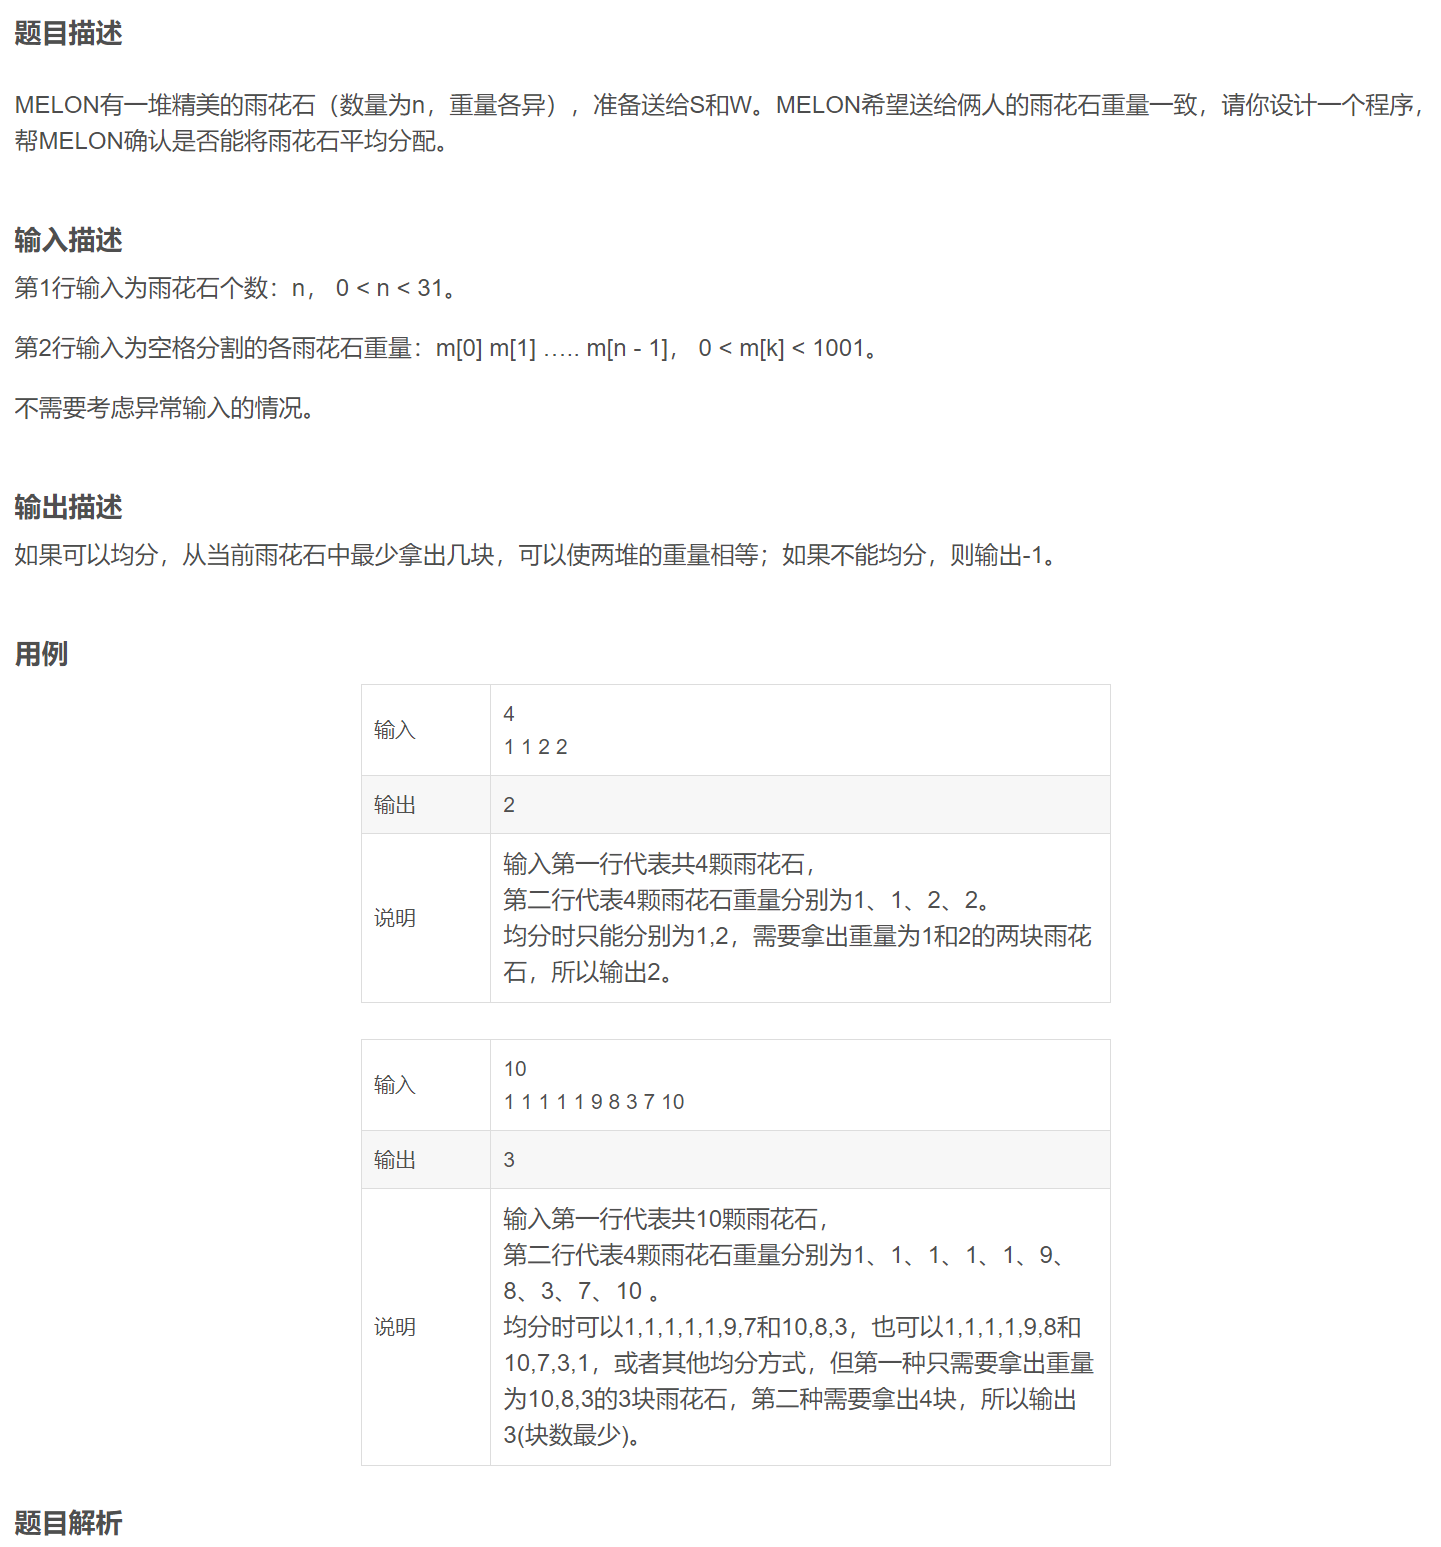 题目描述
MELON有一堆精美的雨花石（数量为n，重量各异），准备送给S和W。MELON希望送给俩人的雨花石重量一致，请你设计一个程序，
帮MELON确认是否能将雨花石平均分配。
输入描述
第1行输入为雨花石个数：n， 0 < n < 31。
第2行输入为空格分割的各雨花石重量：m[0] m[1] ….. m[n - 1]， 0 < m[k] < 1001。
不需要考虑异常输入的情况。
输出描述
如果可以均分，从当前雨花石中最少拿出几块，可以使两堆的重量相等；如果不能均分，则输出-1。
用例
输入
4
1 1 2 2
输出
2
说明
输入第一行代表共4颗雨花石，
第二行代表4颗雨花石重量分别为1、1、2、2。
均分时只能分别为1,2，需要拿出重量为1和2的两块雨花
石，所以输出2。
输入
10
1 1 1 1 1 9 8 3 7 10
输出
3
说明
输入第一行代表共10颗雨花石，
第二行代表4颗雨花石重量分别为1、1、1、1、1、9、
8、3、7、10 。
均分时可以1,1,1,1,1,9,7和10,8,3，也可以1,1,1,1,9,8和
10,7,3,1，或者其他均分方式，但第一种只需要拿出重量
为10,8,3的3块雨花石，第二种需要拿出4块，所以输出
3(块数最少)。
题目解析